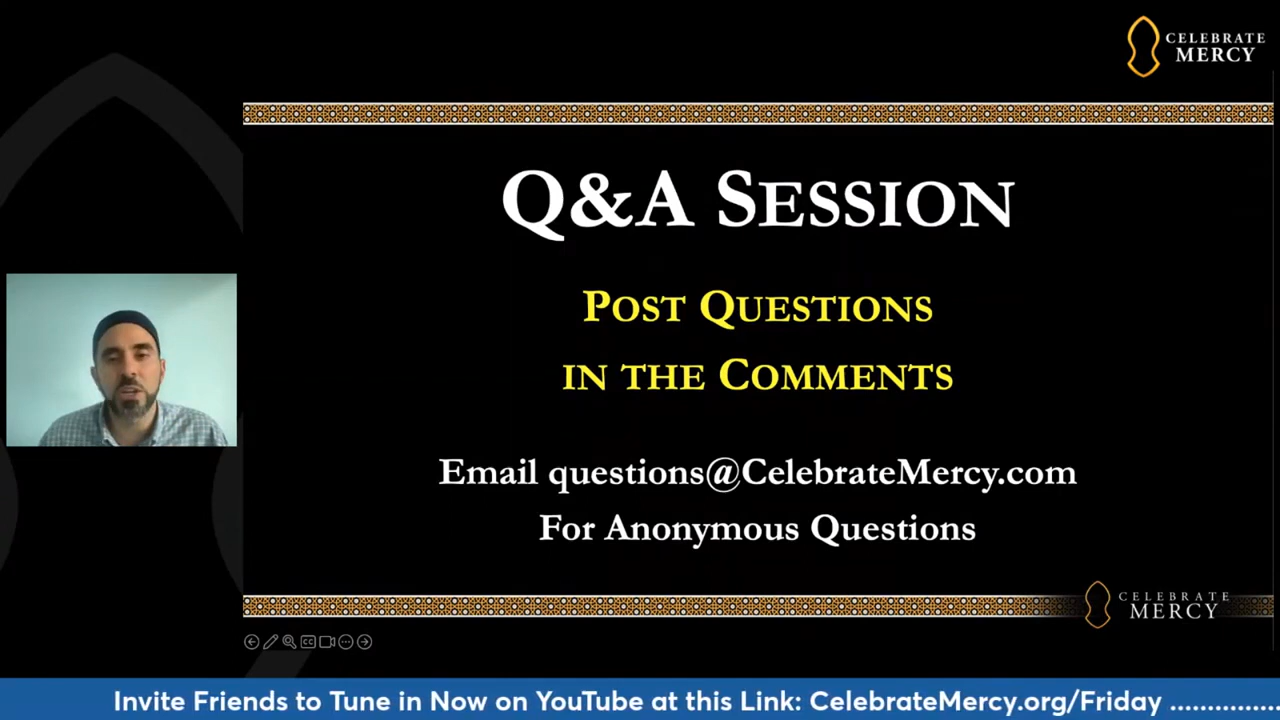 CELEBRATE
MERCY
Q&A SESSION
POST QUESTIONS
IN THE COMMENTS
Email questions@CelebrateMercy.com
For Anonymous Questions
CELEBRATE
MERCY
CC
Invite Friends to Tune in Now on YouTube at this Link: CelebrateMercy.org/Friday ...............